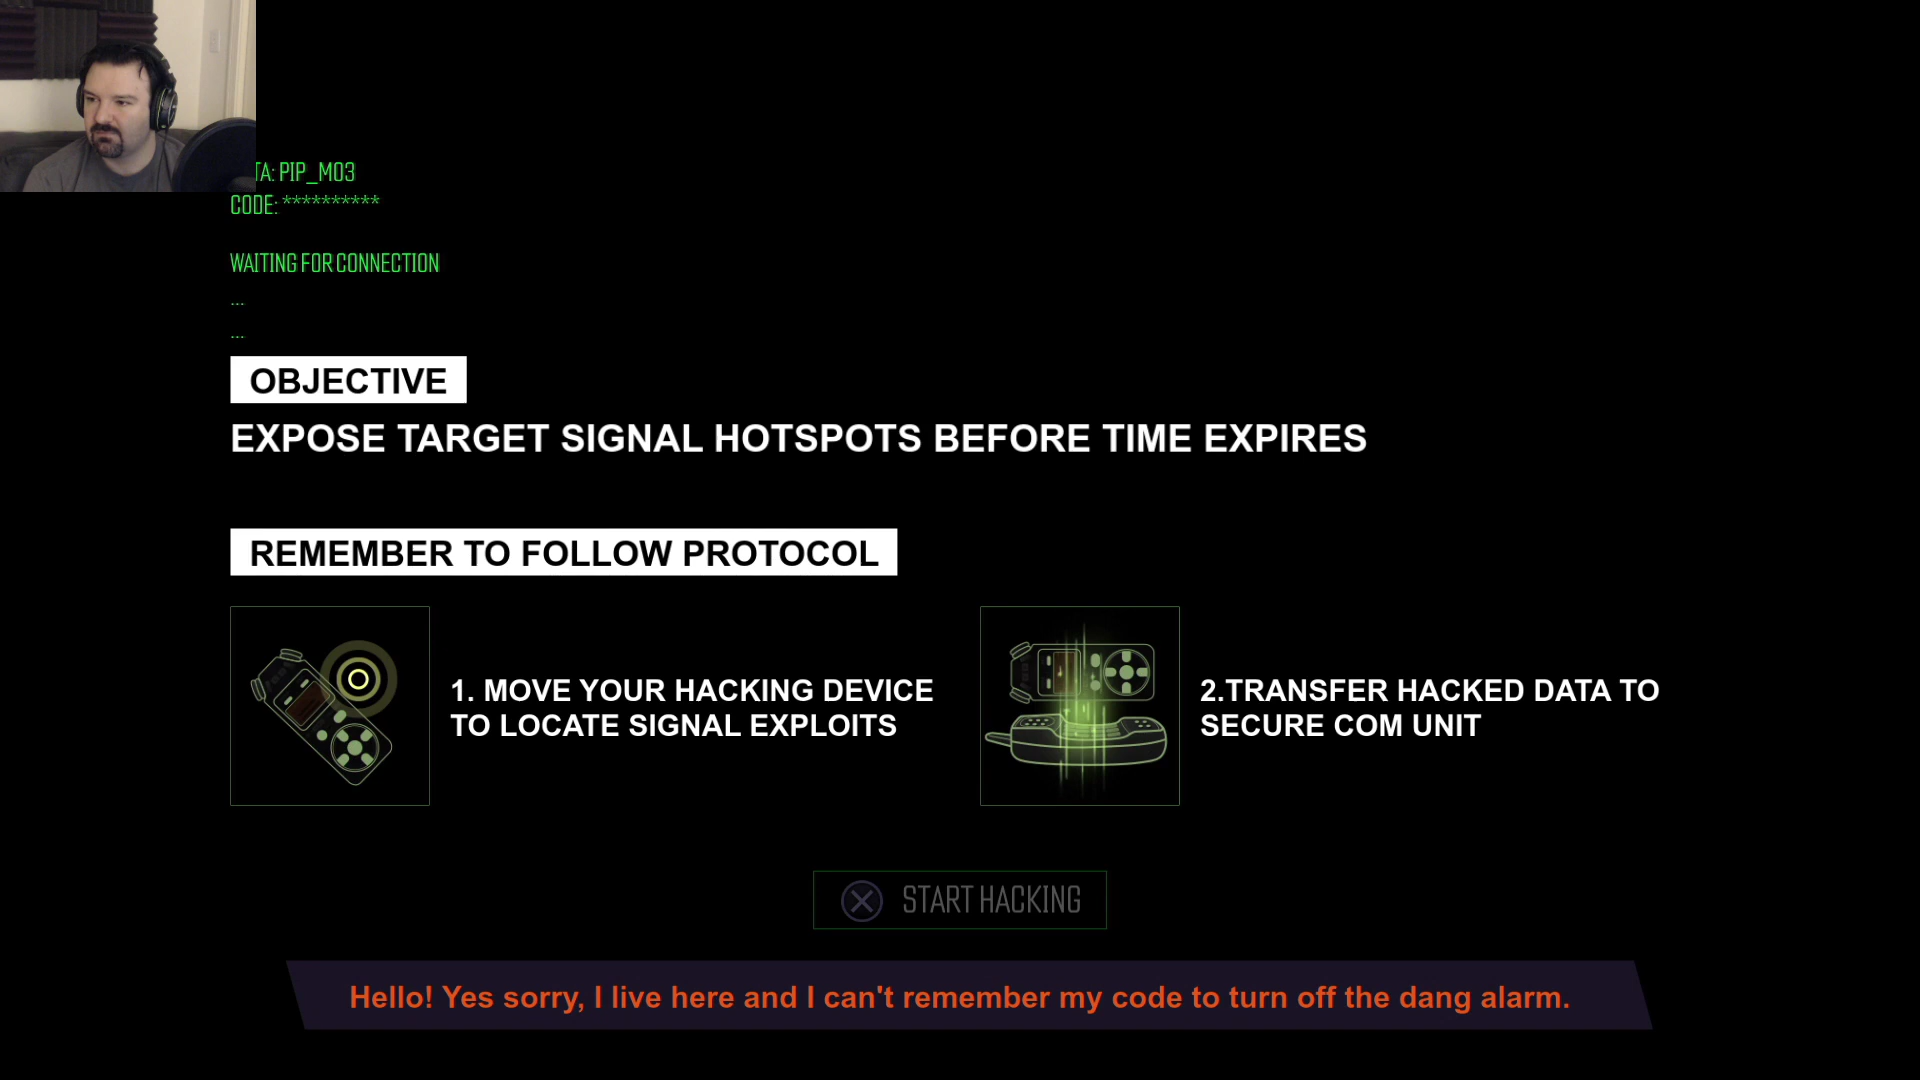 TA: PIP_M03
CODE: **********
WAITING FOR CONNECTION
...
...
OBJECTIVE
EXPOSE TARGET SIGNAL HOTSPOTS BEFORE TIME EXPIRES
REMEMBER TO FOLLOW PROTOCOL
1. MOVE YOUR HACKING DEVICE
TO LOCATE SIGNAL EXPLOITS
2.TRANSFER HACKED DATA TO
SECURE COM UNIT
START HACKING
Hello! Yes sorry, I live here and I can't remember my code to turn off the dang alarm.